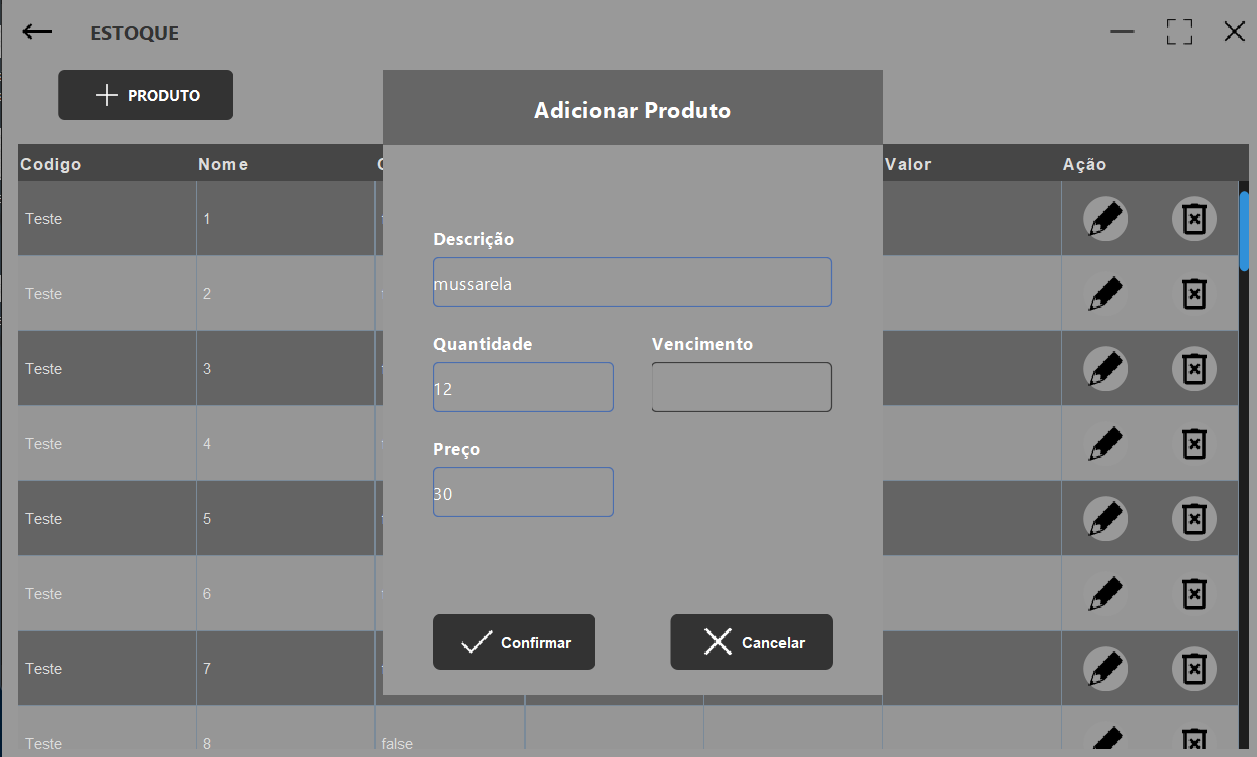 ESTOQUE
PRODUTO
Adicionar Produto
Codigo Nome Valor Ação
Teste 1
Descrição
mussarela
Teste 2
Quantidade Vencimento
Teste 3
12
Teste 4
Preço
30
Teste 5
Teste 6
Confirmar Cancelar
Teste 7
Teste 8 false